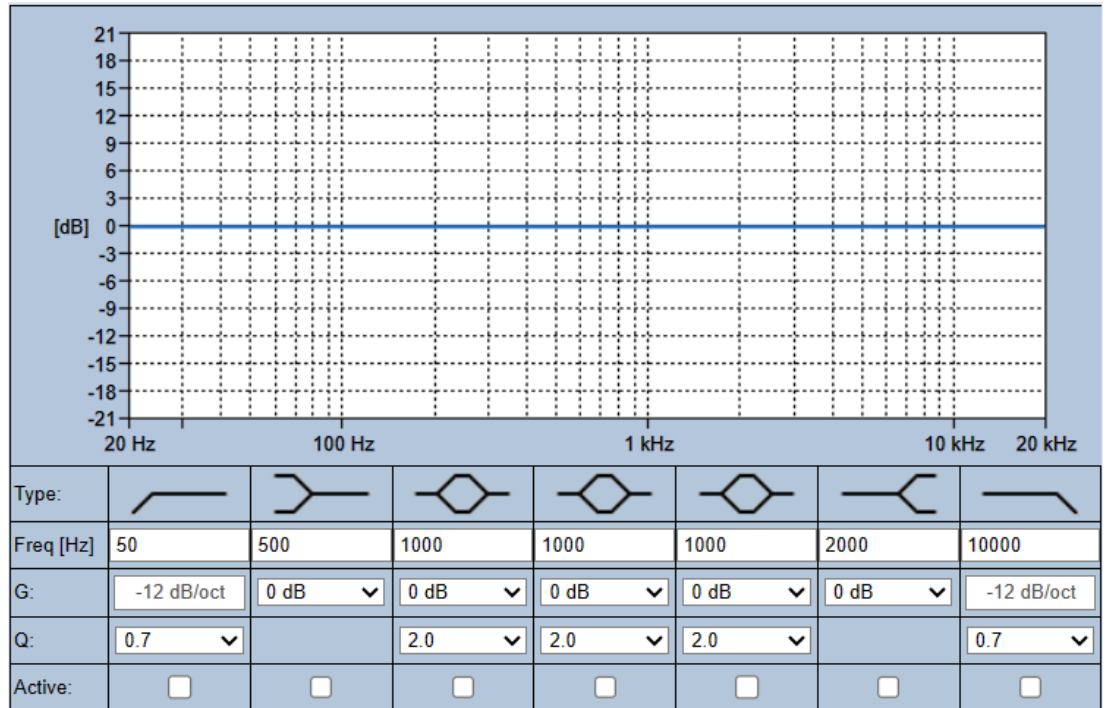 21
18
15
12
9
6
3
[dB] 0
-3
-6
-9
-12
-15
-18
-21
20 Hz 100 Hz 1 kHz 10 kHz 20 kHz
Type:
Freq [Hz] 50 500 1000 1000 1000 2000 10000
G: -12 dB/oct 0 dB 0 dB 0 dB 0 dB 0 dB -12 dB/oct
Q: 0.7 2.0 2.0 2.0 0.7
Active: